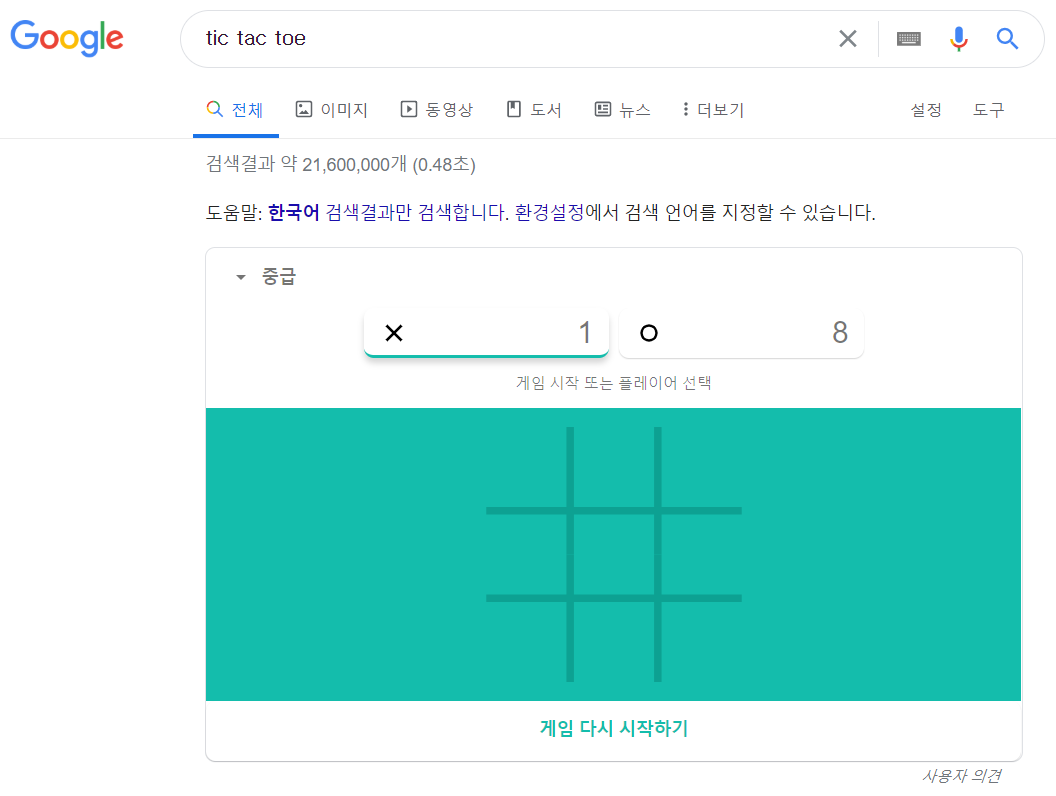 Google
tic tac toe
전체 이미지 동영상 도서 뉴스 더보기 설정 도구
검색결과 약 21,600,000개 (0.48초)
도움말: 한국어 검색결과만 검색합니다. 환경설정에서 검색 언어를 지정할 수 있습니다.
중급
× 1 ○ 8
게임 시작 또는 플레이어 선택
게임 다시 시작하기
사용자 의견